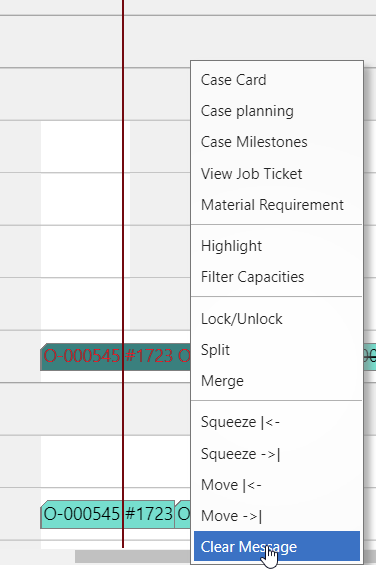 Case Card
Case planning
Case Milestones
View Job Ticket
Material Requirement
Highlight
Filter Capacities
Lock/Unlock
O-000545 #1723 O
Split
Merge
Squeeze |<-
Squeeze ->|
Move |<-
Move ->|
O-000545 #1723 O
Clear Message